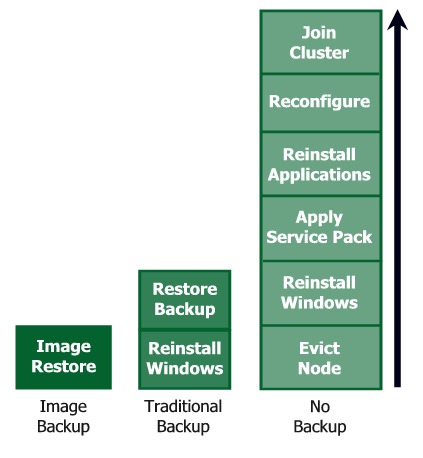 Join
Cluster
Reconfigure
Reinstall
Applications
Apply
Service Pack
Restore
Backup
Reinstall
Windows
Image
Restore
Reinstall
Windows
Evict
Node
Image
Backup
Traditional
Backup
No
Backup